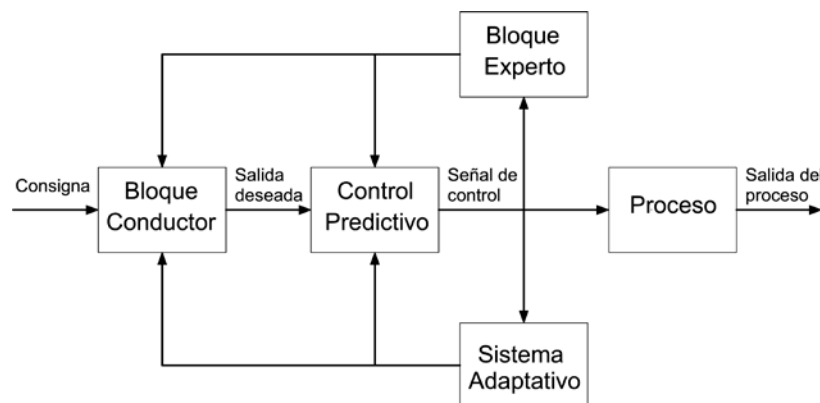 Bloque
Experto
Consigna
Bloque
Conductor
Salida
deseada
Control
Predictivo
Señal de
control
Proceso
Salida del
proceso
Sistema
Adaptativo